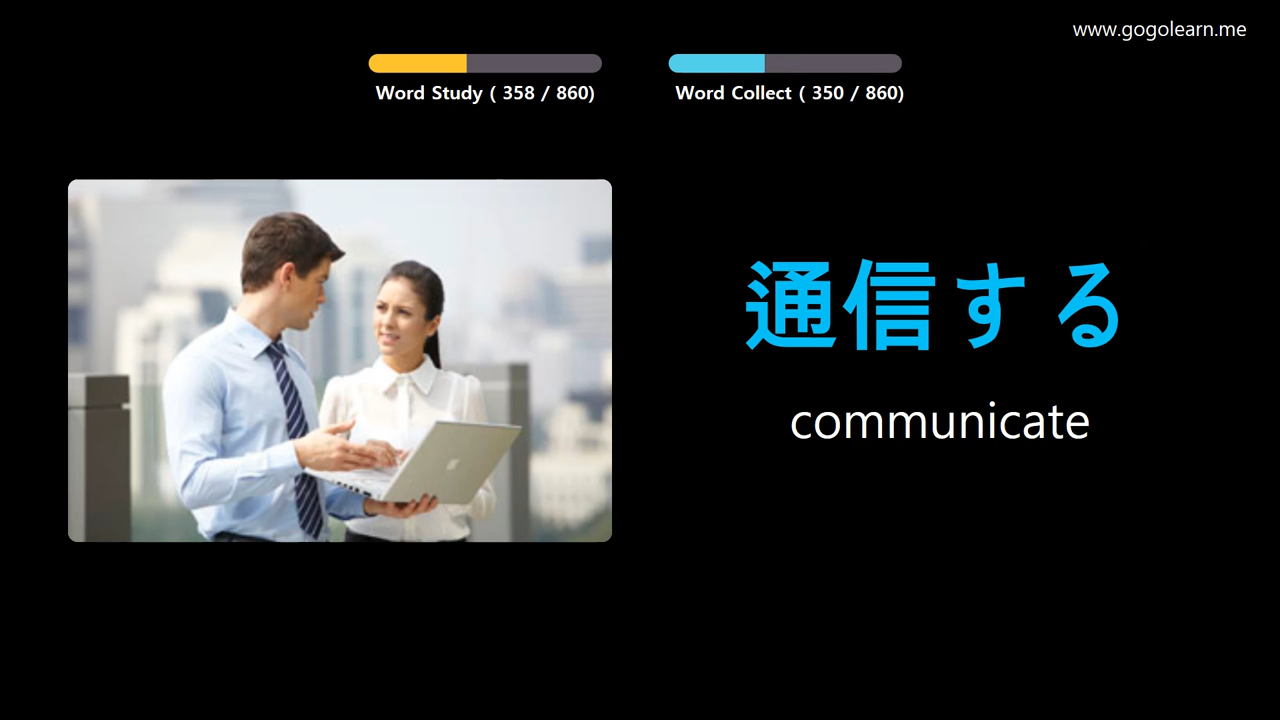 www.gogolearn.me
Word Study ( 358 / 860)
Word Collect ( 350 / 860)
通信する
communicate